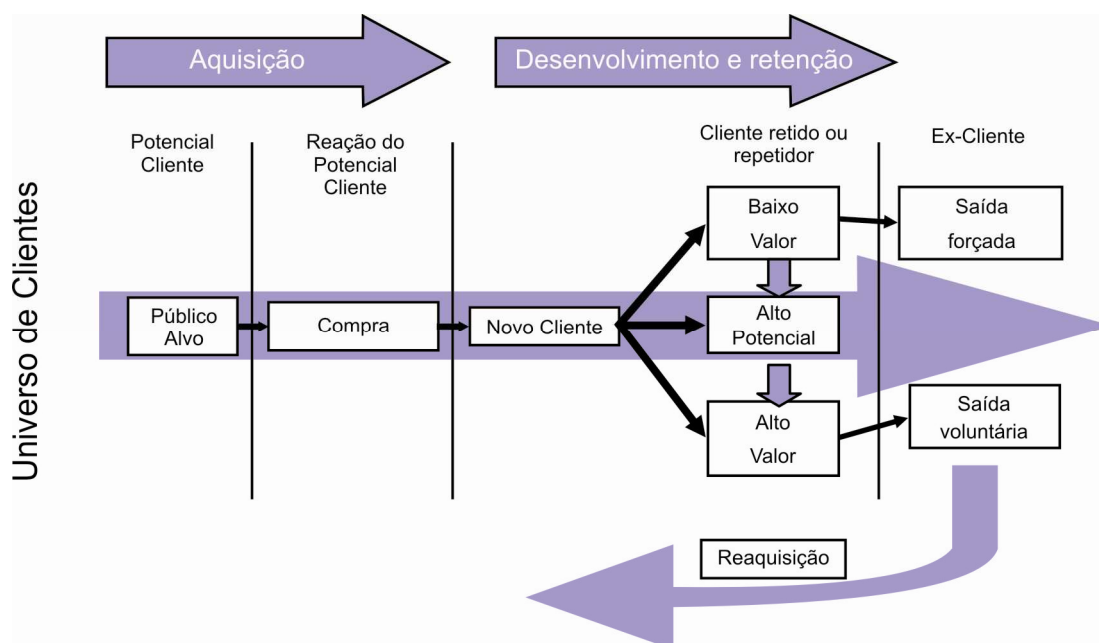 Aquisição
Desenvolvimento e retenção
Potencial
Cliente
Reação do
Potencial
Cliente
Cliente retido ou
repetidor
Ex-Cliente
Universo de Clientes
Baixo
Valor
Saída
forçada
Público
Alvo
Compra
Novo Cliente
Alto
Potencial
Alto
Valor
Saída
voluntária
Reaquisição